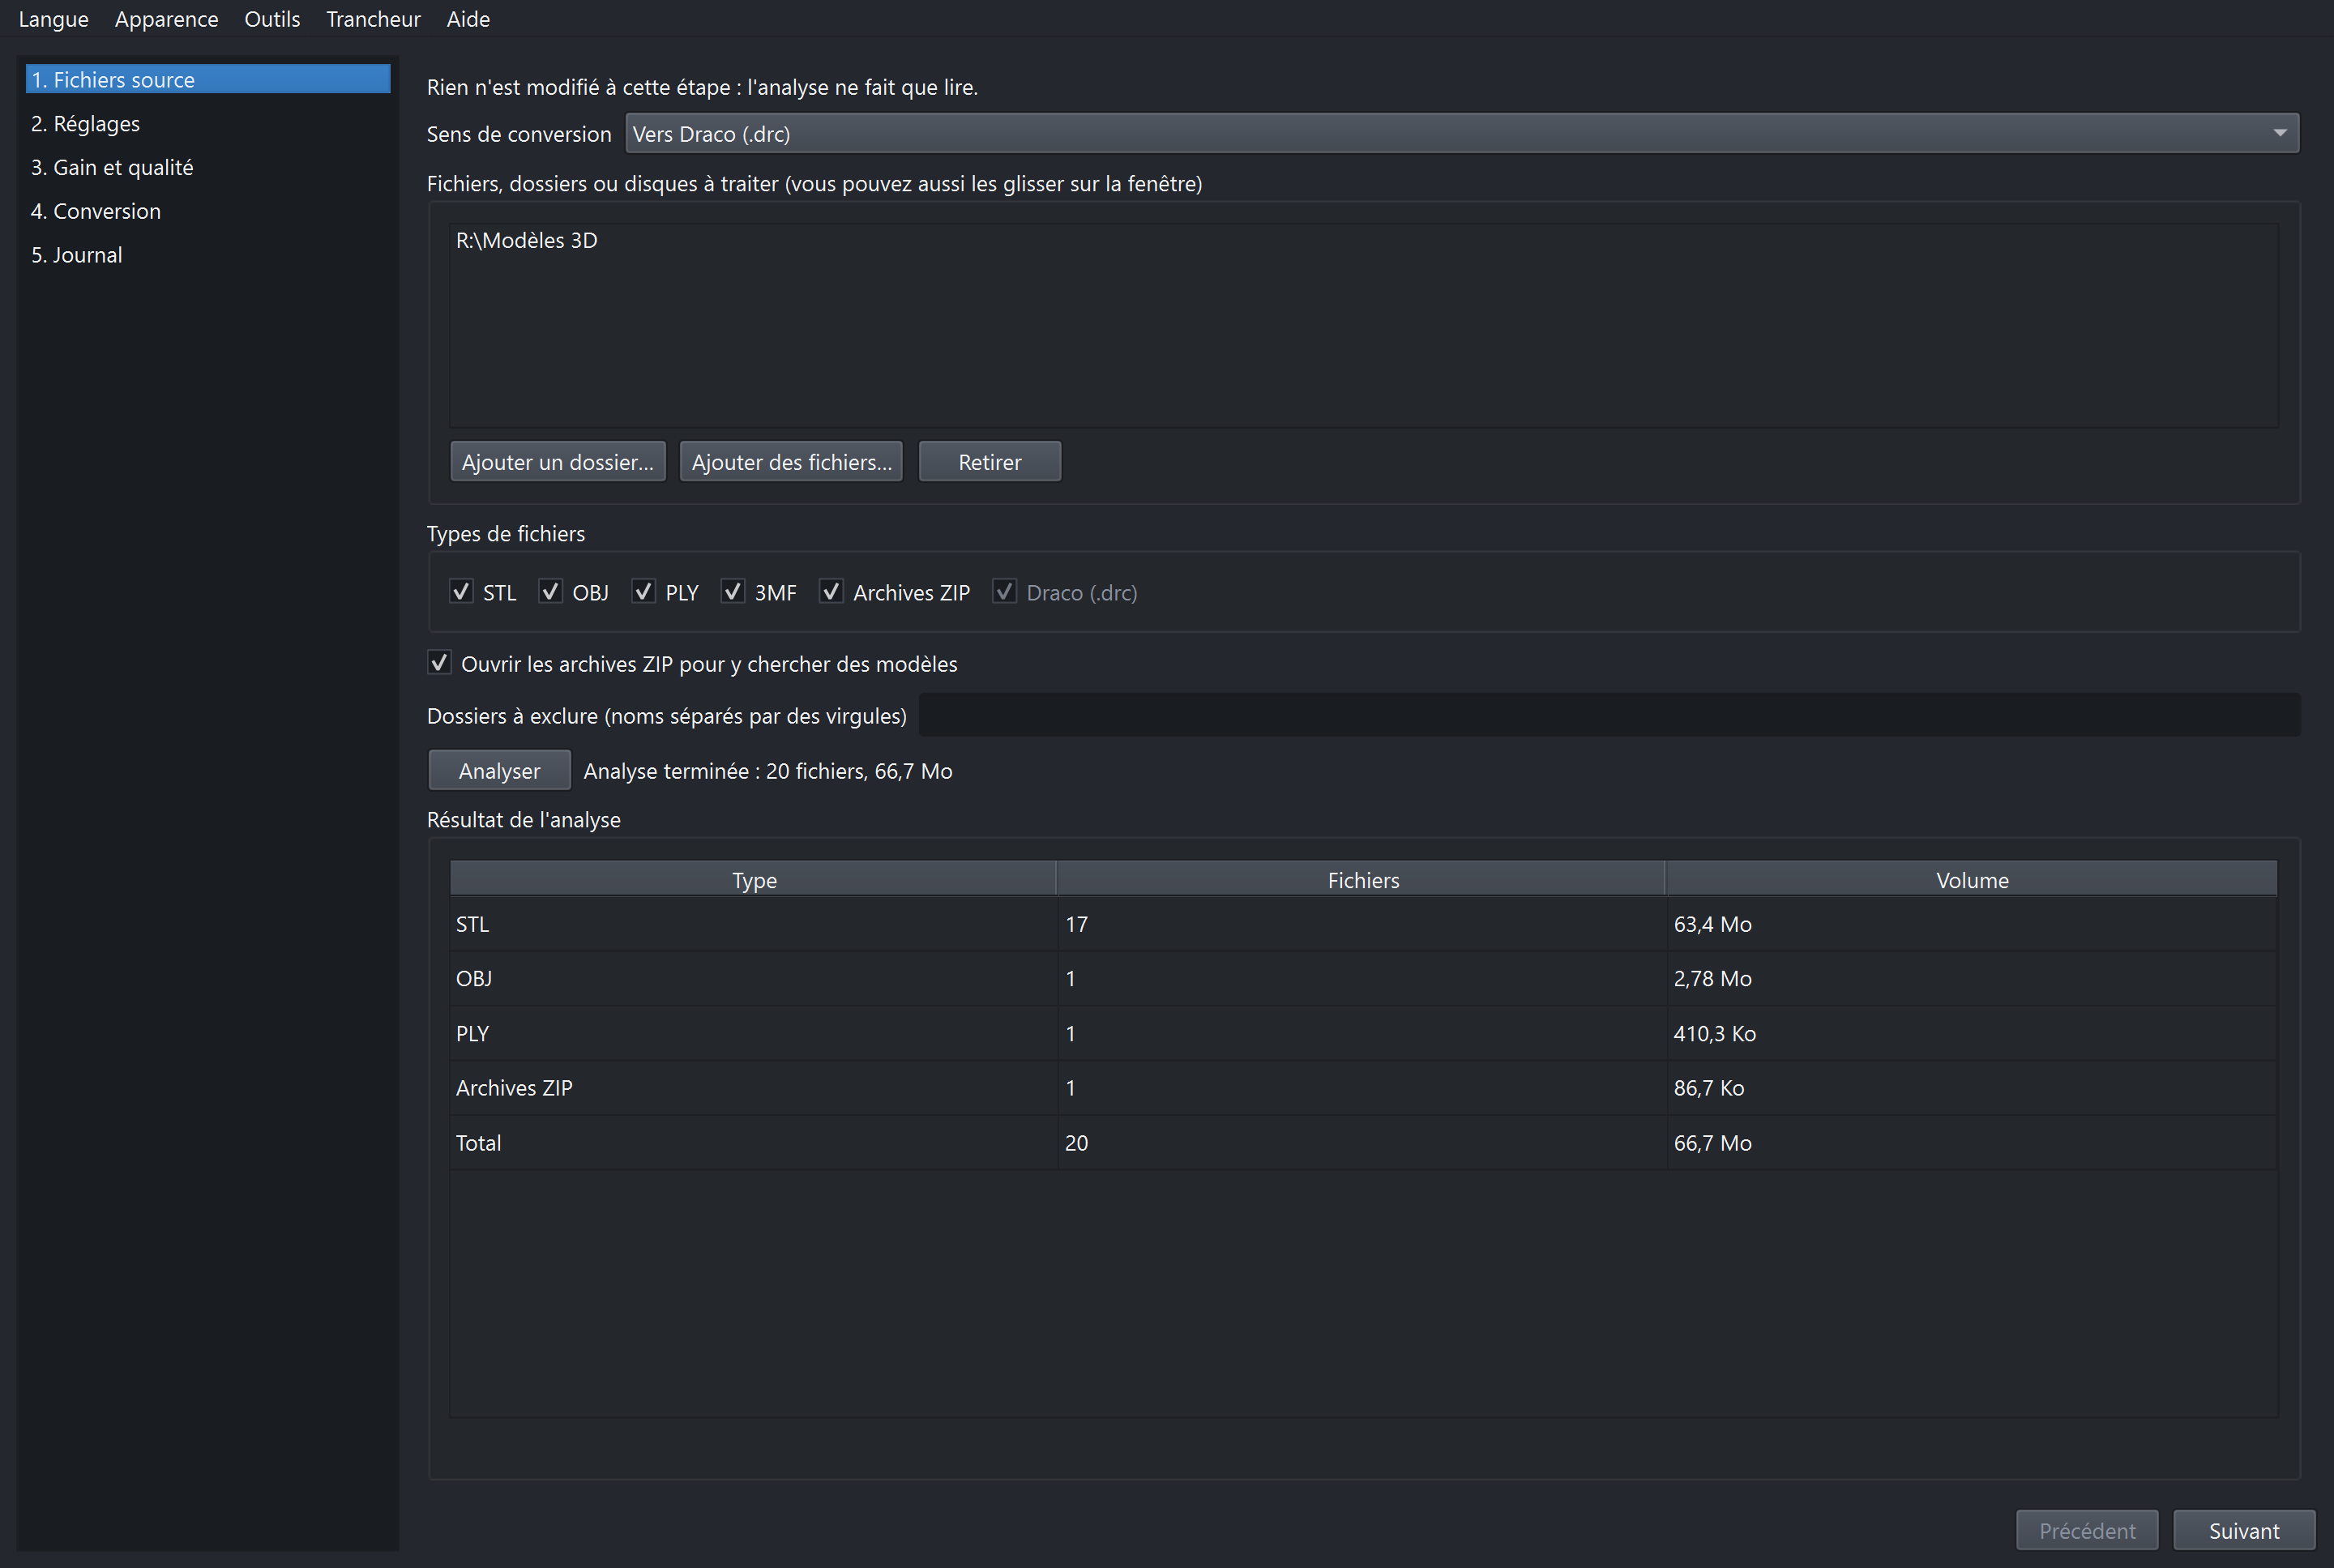 Langue Apparence Outils Trancheur Aide
1. Fichiers source
2. Réglages
3. Gain et qualité
4. Conversion
5. Journal
Rien n'est modifié à cette étape : l'analyse ne fait que lire.
Sens de conversion Vers Draco (.drc)
Fichiers, dossiers ou disques à traiter (vous pouvez aussi les glisser sur la fenêtre)
R:\Modèles 3D
Ajouter un dossier... Ajouter des fichiers... Retirer
Types de fichiers
STL OBJ PLY 3MF Archives ZIP Draco (.drc)
Ouvrir les archives ZIP pour y chercher des modèles
Dossiers à exclure (noms séparés par des virgules)
Analyser Analyse terminée : 20 fichiers, 66,7 Mo
Résultat de l'analyse
Type Fichiers Volume
STL 17 63,4 Mo
OBJ 1 2,78 Mo
PLY 1 410,3 Ko
Archives ZIP 1 86,7 Ko
Total 20 66,7 Mo
Précédent Suivant